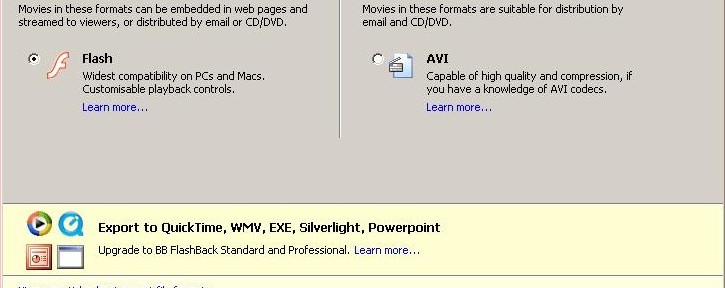 Movies in these formats can be embedded in web pages and
streamed to viewers, or distributed by email or CD/DVD.
Flash
Widest compatibility on PCs and Macs.
Customisable playback controls.
Learn more...
Movies in these formats are suitable for distribution by
email and CD/DVD.
AVI
Capable of high quality and compression, if
you have a knowledge of AVI codecs.
Learn more...
Export to QuickTime, WMV, EXE, Silverlight, Powerpoint
Upgrade to BB FlashBack Standard and Professional. Learn more...